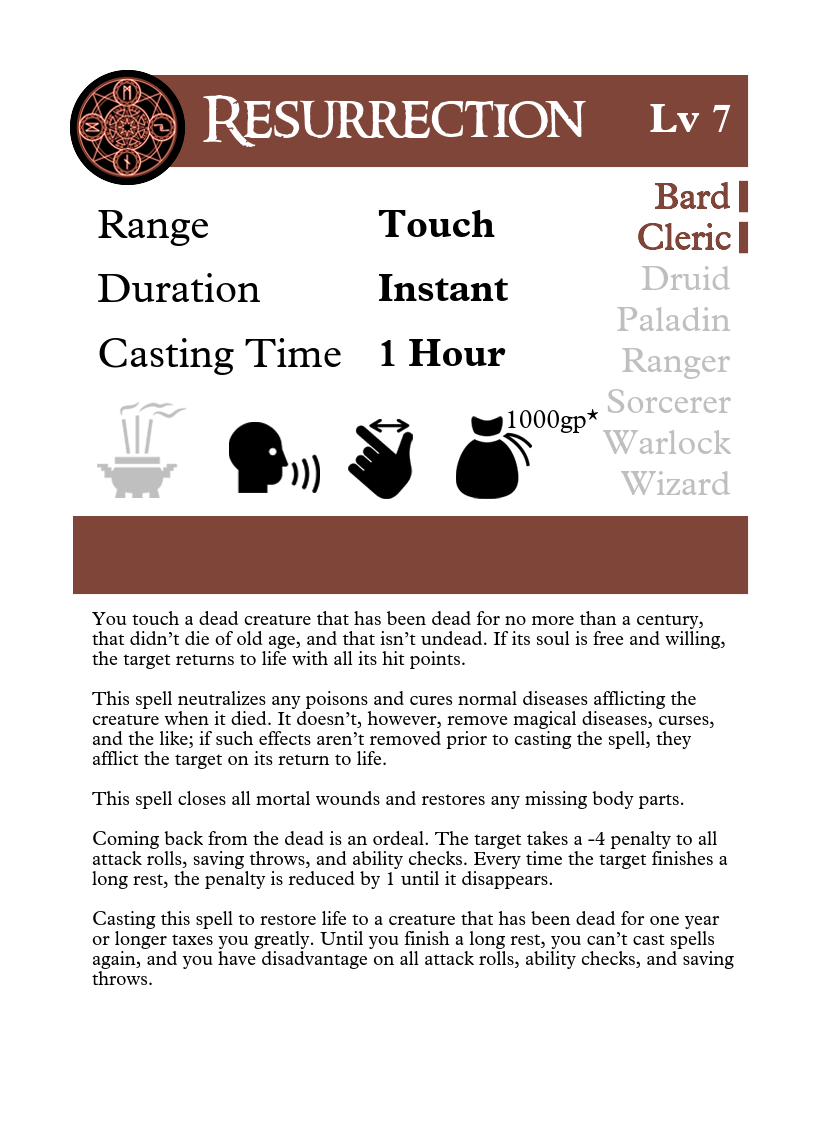 RESURRECTION Lv 7
Range Touch
Duration Instant
Casting Time 1 Hour
1000gp★
Bard
Cleric
Druid
Paladin
Ranger
Sorcerer
Warlock
Wizard
You touch a dead creature that has been dead for no more than a century,
that didn’t die of old age, and that isn’t undead. If its soul is free and willing,
the target returns to life with all its hit points.
This spell neutralizes any poisons and cures normal diseases afflicting the
creature when it died. It doesn’t, however, remove magical diseases, curses,
and the like; if such effects aren’t removed prior to casting the spell, they
afflict the target on its return to life.
This spell closes all mortal wounds and restores any missing body parts.
Coming back from the dead is an ordeal. The target takes a -4 penalty to all
attack rolls, saving throws, and ability checks. Every time the target finishes a
long rest, the penalty is reduced by 1 until it disappears.
Casting this spell to restore life to a creature that has been dead for one year
or longer taxes you greatly. Until you finish a long rest, you can’t cast spells
again, and you have disadvantage on all attack rolls, ability checks, and saving
throws.